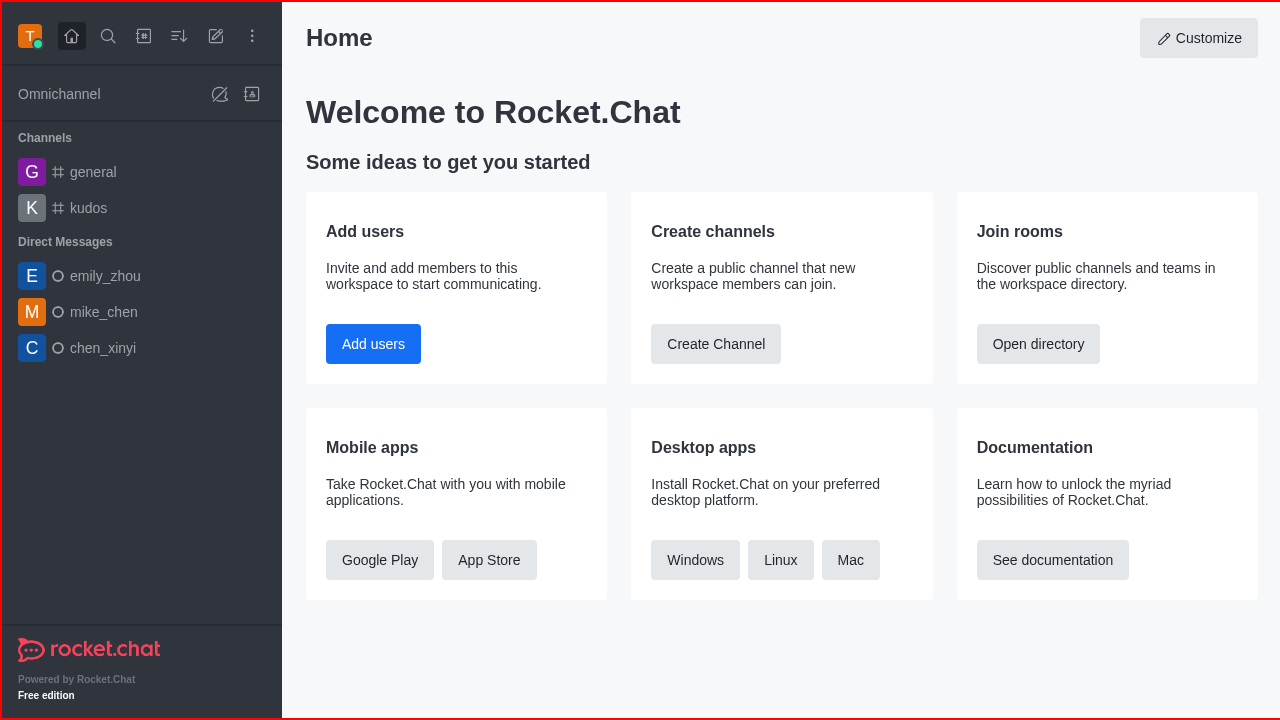 T
Home
Customize
Omnichannel
Channels
G general
K kudos
Direct Messages
E emily_zhou
M mike_chen
C chen_xinyi
Welcome to Rocket.Chat
Some ideas to get you started
Add users
Invite and add members to this
workspace to start communicating.
Add users
Create channels
Create a public channel that new
workspace members can join.
Create Channel
Join rooms
Discover public channels and teams in
the workspace directory.
Open directory
Mobile apps
Take Rocket.Chat with you with mobile
applications.
Google Play App Store
Desktop apps
Install Rocket.Chat on your preferred
desktop platform.
Windows Linux Mac
Documentation
Learn how to unlock the myriad
possibilities of Rocket.Chat.
See documentation
rocket.chat
Powered by Rocket.Chat
Free edition